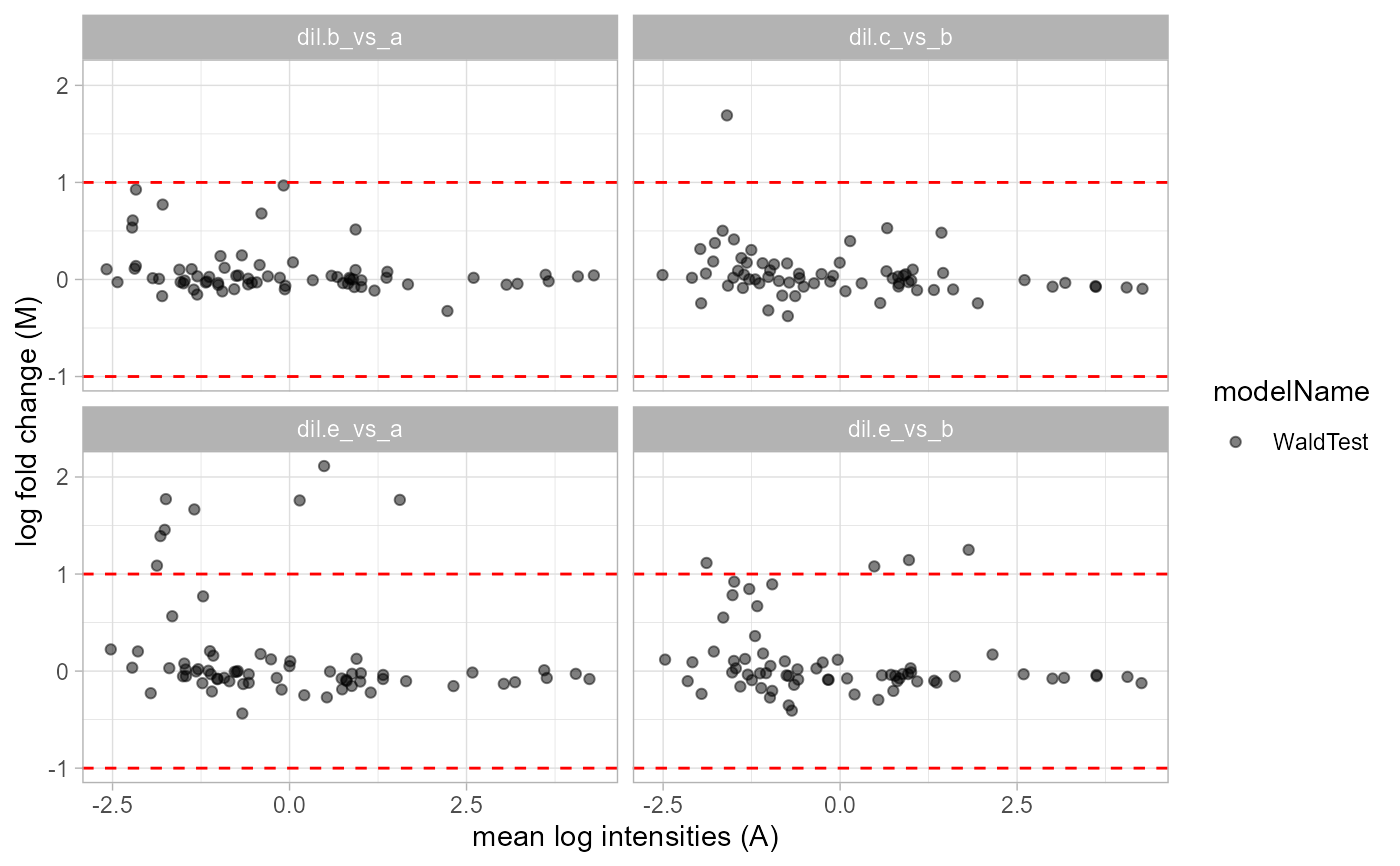 dil.b_vs_a
dil.c_vs_b
2
1
0
-1
dil.e_vs_a
dil.e_vs_b
2
1
0
-1
-2.5
0.0
2.5
-2.5
0.0
2.5
mean log intensities (A)
log fold change (M)
modelName
WaldTest